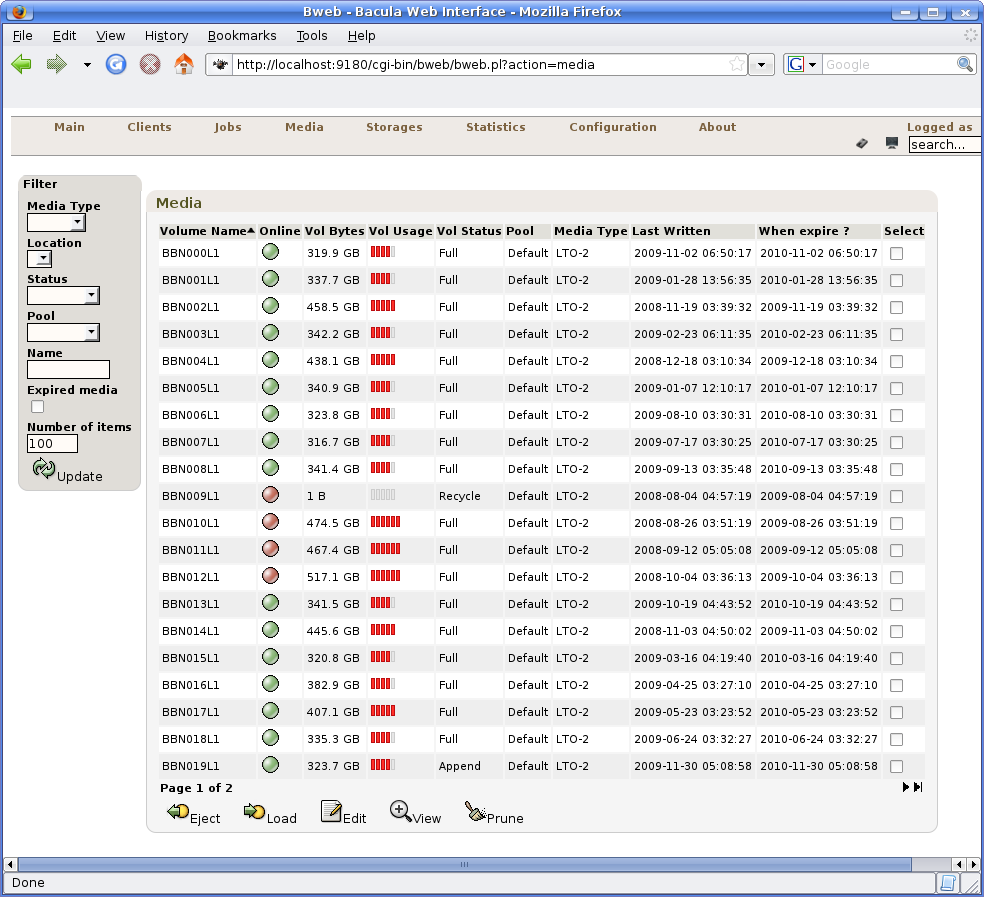 Bweb - Bacula Web Interface - Mozilla Firefox
File Edit View History Bookmarks Tools Help
http://localhost:9180/cgi-bin/bweb/bweb.pl?action=media
G Google
Main Clients Jobs Media Storages Statistics Configuration About Logged as
search...
Filter
Media Type
Location
Status
Pool
Name
Expired media
Number of items
100
Update
Media
Volume Name Online Vol Bytes Vol Usage Vol Status Pool Media Type Last Written When expire ? Select
BBN000L1 319.9 GB Full Default LTO-2 2009-11-02 06:50:17 2010-11-02 06:50:17
BBN001L1 337.7 GB Full Default LTO-2 2009-01-28 13:56:35 2010-01-28 13:56:35
BBN002L1 458.5 GB Full Default LTO-2 2008-11-19 03:39:32 2009-11-19 03:39:32
BBN003L1 342.2 GB Full Default LTO-2 2009-02-23 06:11:35 2010-02-23 06:11:35
BBN004L1 438.1 GB Full Default LTO-2 2008-12-18 03:10:34 2009-12-18 03:10:34
BBN005L1 340.9 GB Full Default LTO-2 2009-01-07 12:10:17 2010-01-07 12:10:17
BBN006L1 323.8 GB Full Default LTO-2 2009-08-10 03:30:31 2010-08-10 03:30:31
BBN007L1 316.7 GB Full Default LTO-2 2009-07-17 03:30:25 2010-07-17 03:30:25
BBN008L1 341.4 GB Full Default LTO-2 2009-09-13 03:35:48 2010-09-13 03:35:48
BBN009L1 1 B Recycle Default LTO-2 2008-08-04 04:57:19 2009-08-04 04:57:19
BBN010L1 474.5 GB Full Default LTO-2 2008-08-26 03:51:19 2009-08-26 03:51:19
BBN011L1 467.4 GB Full Default LTO-2 2008-09-12 05:05:08 2009-09-12 05:05:08
BBN012L1 517.1 GB Full Default LTO-2 2008-10-04 03:36:13 2009-10-04 03:36:13
BBN013L1 341.5 GB Full Default LTO-2 2009-10-19 04:43:52 2010-10-19 04:43:52
BBN014L1 445.6 GB Full Default LTO-2 2008-11-03 04:50:02 2009-11-03 04:50:02
BBN015L1 320.8 GB Full Default LTO-2 2009-03-16 04:19:40 2010-03-16 04:19:40
BBN016L1 382.9 GB Full Default LTO-2 2009-04-25 03:27:10 2010-04-25 03:27:10
BBN017L1 407.1 GB Full Default LTO-2 2009-05-23 03:23:52 2010-05-23 03:23:52
BBN018L1 335.3 GB Full Default LTO-2 2009-06-24 03:32:27 2010-06-24 03:32:27
BBN019L1 323.7 GB Append Default LTO-2 2009-11-30 05:08:58 2010-11-30 05:08:58
Page 1 of 2
Eject Load Edit View Prune
Done